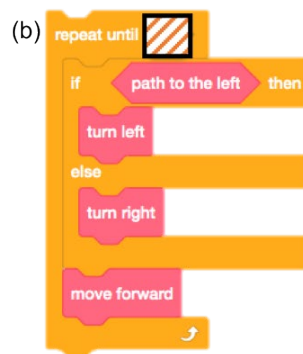 (b)
repeat until
if path to the left then
turn left
else
turn right
move forward